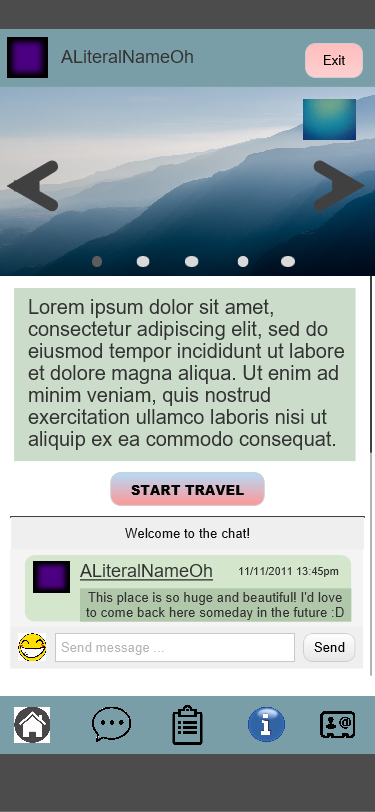 ALiteralNameOh
Exit
Lorem ipsum dolor sit amet,
consectetur adipiscing elit, sed do
eiusmod tempor incididunt ut labore
et dolore magna aliqua. Ut enim ad
minim veniam, quis nostrud
exercitation ullamco laboris nisi ut
aliquip ex ea commodo consequat.
START TRAVEL
Welcome to the chat!
ALiteralNameOh 11/11/2011 13:45pm
This place is so huge and beautiful! I'd love
to come back here someday in the future :D
Send message ... Send